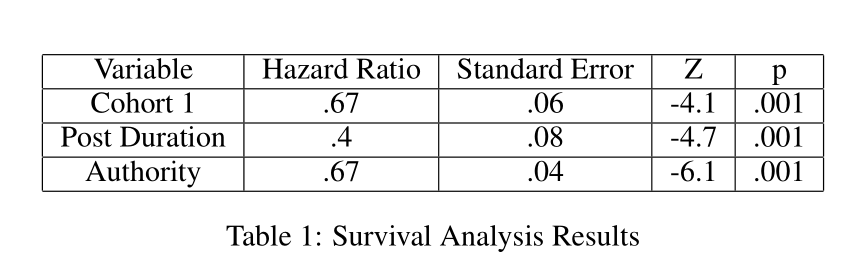 Variable Hazard Ratio Standard Error Z p
Cohort 1 .67 .06 -4.1 .001
Post Duration .4 .08 -4.7 .001
Authority .67 .04 -6.1 .001
Table 1: Survival Analysis Results